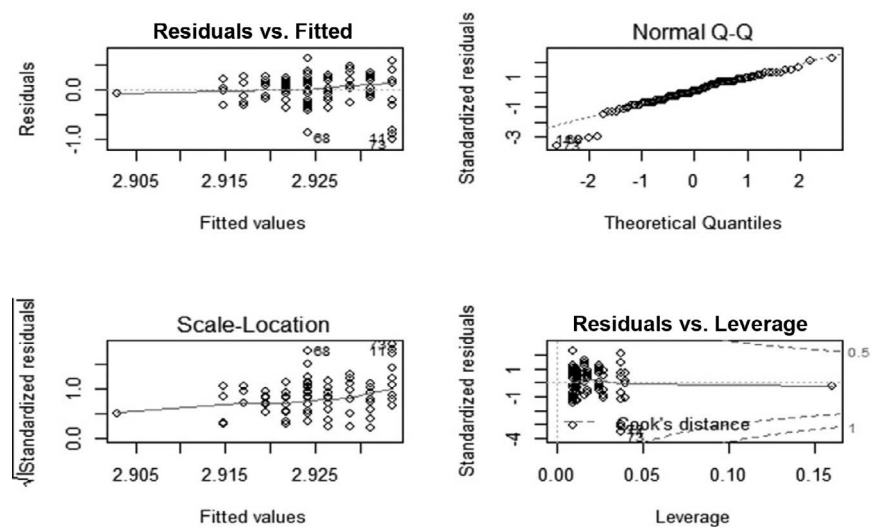 Residuals vs. Fitted
Residuals
0.0
-1.0
68
11
73
2.905
2.915
2.925
Fitted values
Normal Q-Q
Standardized residuals
1
-1
-3
73
-2
-1
0
1
2
Theoretical Quantiles
Scale-Location
√|Standardized residuals|
1.0
0.0
68
73
11
2.905
2.915
2.925
Fitted values
Residuals vs. Leverage
Standardized residuals
1
-1
-4
0.5
1
Cook's distance
73
0.00
0.05
0.10
0.15
Leverage